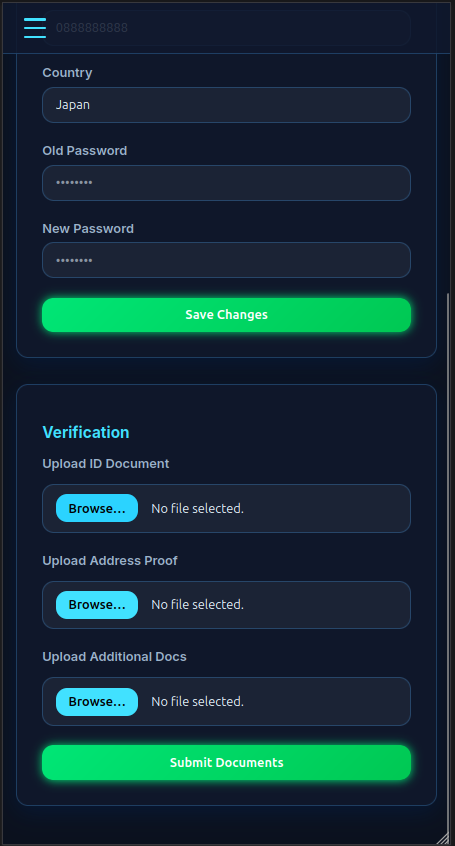 0888888888
Country
Japan
Old Password
••••••••
New Password
••••••••
Save Changes
Verification
Upload ID Document
Browse... No file selected.
Upload Address Proof
Browse... No file selected.
Upload Additional Docs
Browse... No file selected.
Submit Documents